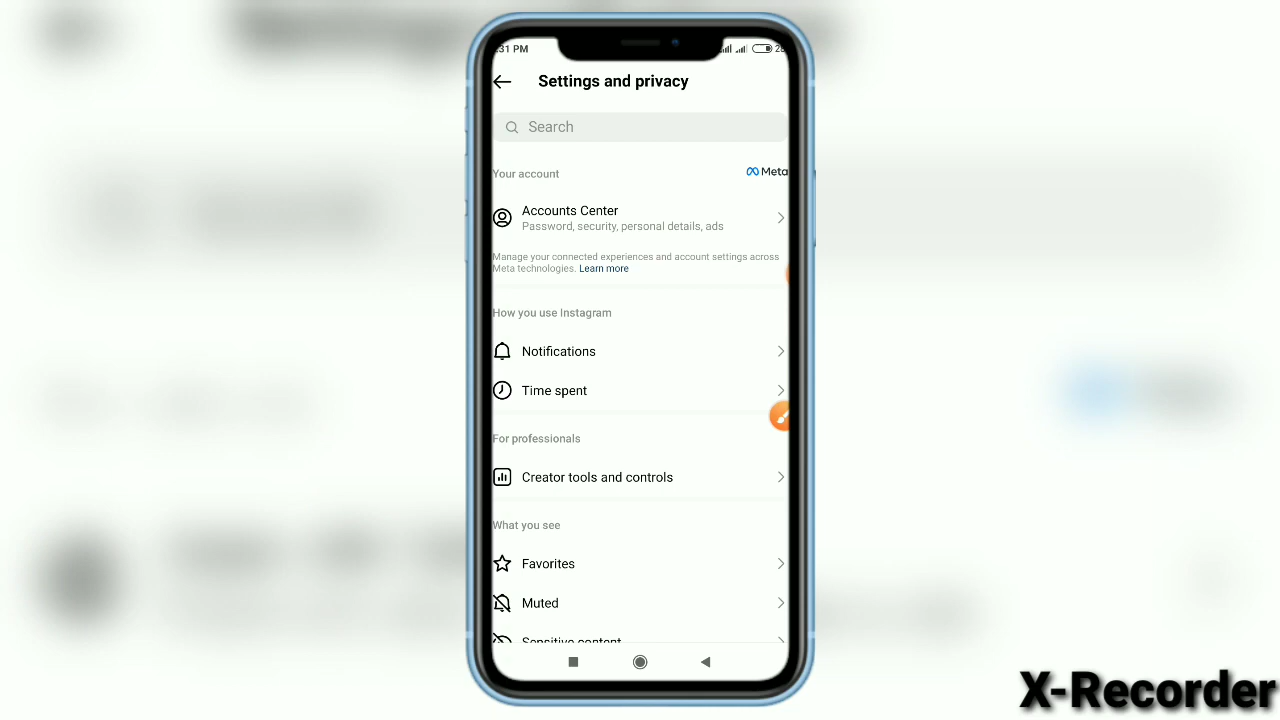 :31 PM
Settings and privacy
Search
Your account
Meta
Accounts Center
Password, security, personal details, ads
Manage your connected experiences and account settings across
Meta technologies. Learn more
How you use Instagram
Notifications
Time spent
For professionals
Creator tools and controls
What you see
Favorites
Muted
Sensitive content
X-Recorder